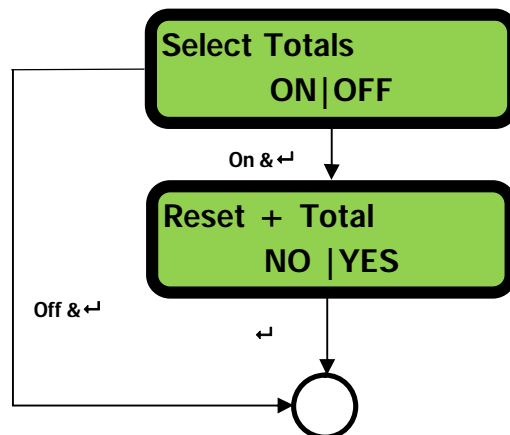 Select Totals
ON|OFF
On & ↵
Reset + Total
NO |YES
Off & ↵
↵